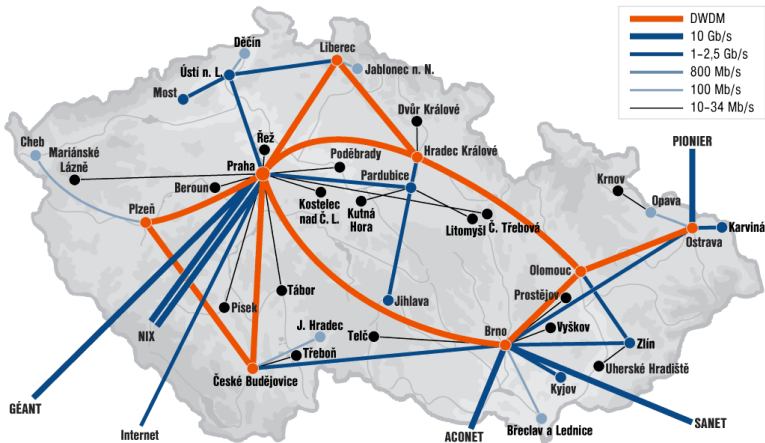 DWDM
10 Gb/s
1–2,5 Gb/s
800 Mb/s
100 Mb/s
10–34 Mb/s
Děčín
Liberec
Ústí n. L.
Jablonec n. N.
Most
Dvůr Králové
Cheb
Mariánské
Lázně
Řež
Praha
Poděbrady
Hradec Králové
PIONIER
Beroun
Pardubice
Krnov
Opava
Kostelec
nad Č. L.
Kutná
Hora
Litomyšl
Č. Třebová
Plzeň
Karviná
Ostrava
Olomouc
Prostějov
Písek
Tábor
Jihlava
NIX
J. Hradec
Telč
Brno
Vyškov
Zlín
Třeboň
České Budějovice
Uherské Hradiště
Kyjov
GÉANT
Internet
ACONET
Břeclav a Lednice
SANET